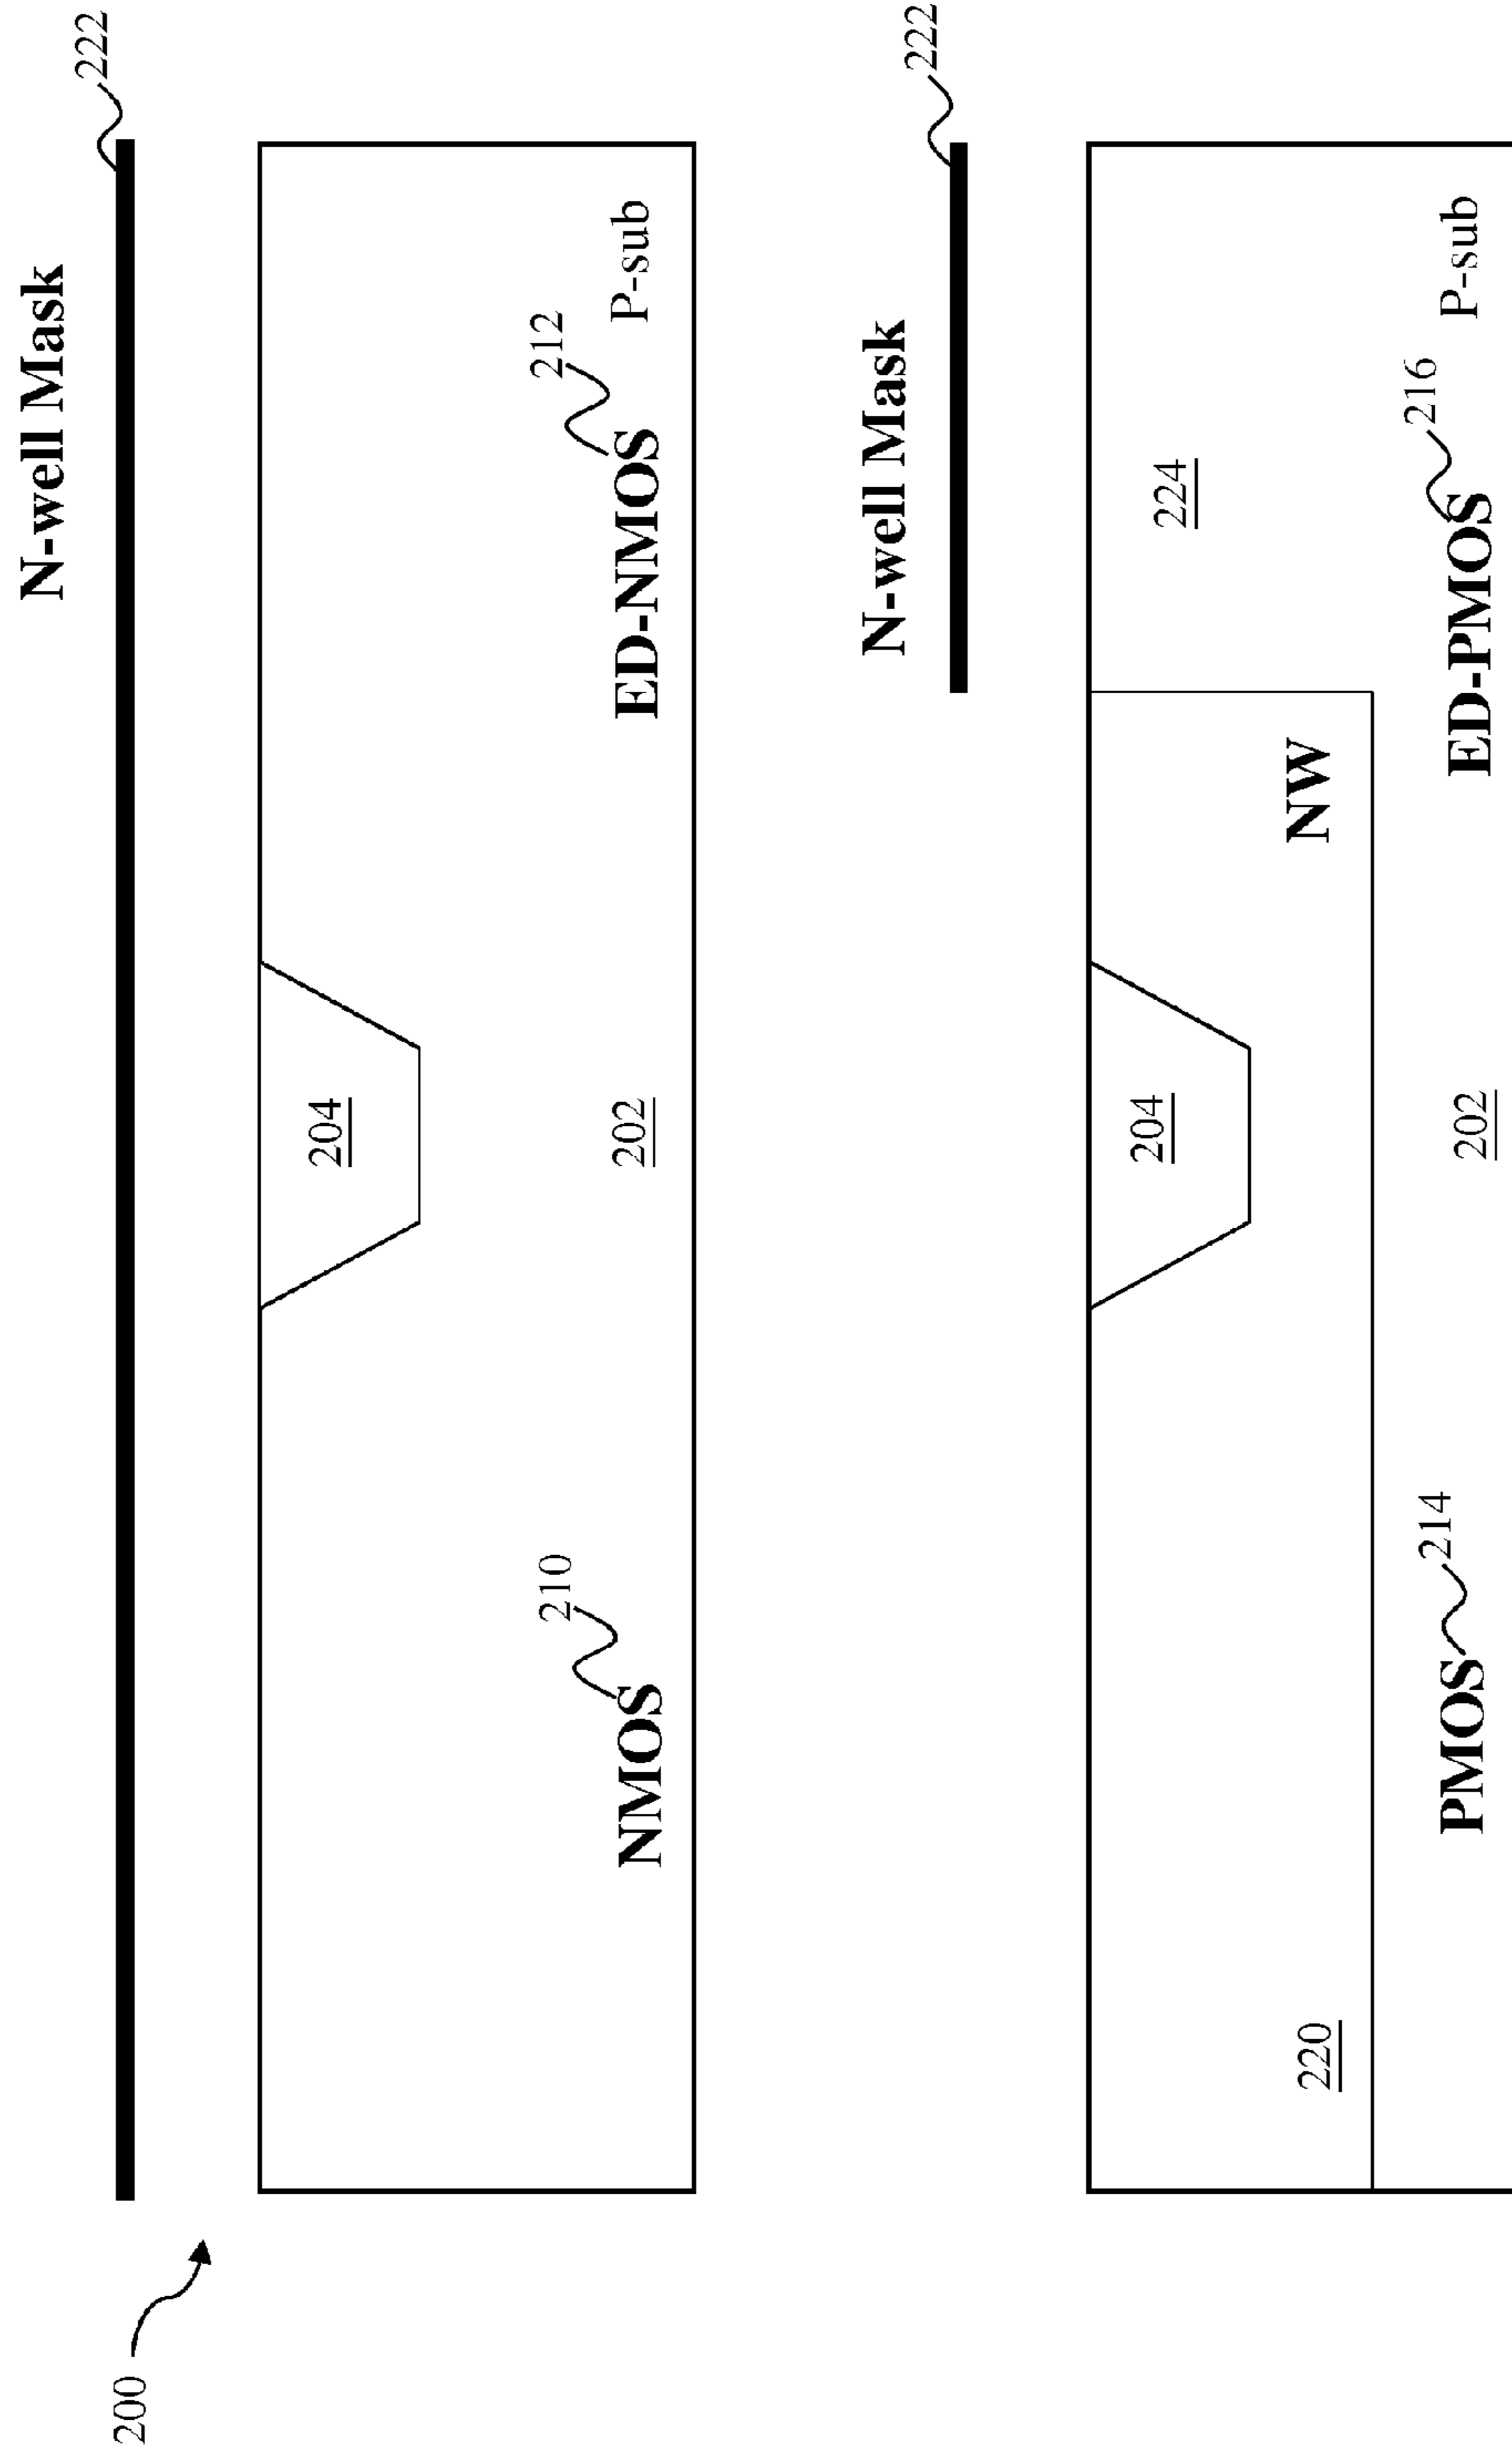 200
N-well Mask
222
204
210
212
NMOS
202
ED-NMOS
P-sub
N-well Mask
222
204
224
220
NW
214
216
PMOS
202
ED-PMOS
P-sub